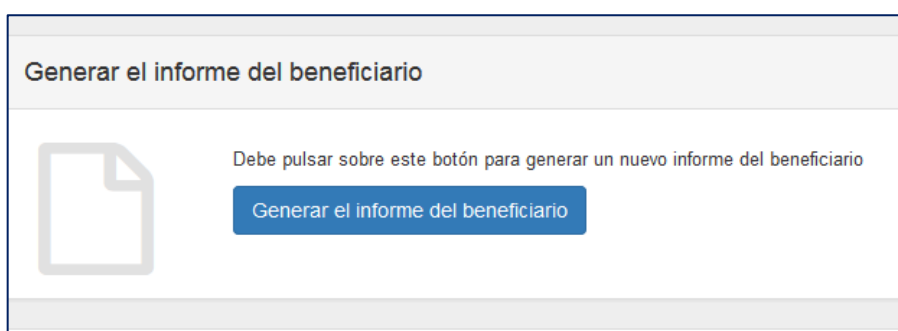 Generar el informe del beneficiario
Debe pulsar sobre este botón para generar un nuevo informe del beneficiario
Generar el informe del beneficiario